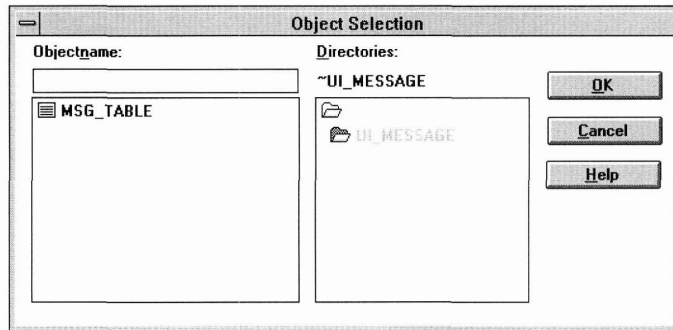 Object Selection
Objectname:
Directories:
~UI_MESSAGE
OK
MSG_TABLE
UI_MESSAGE
Cancel
Help